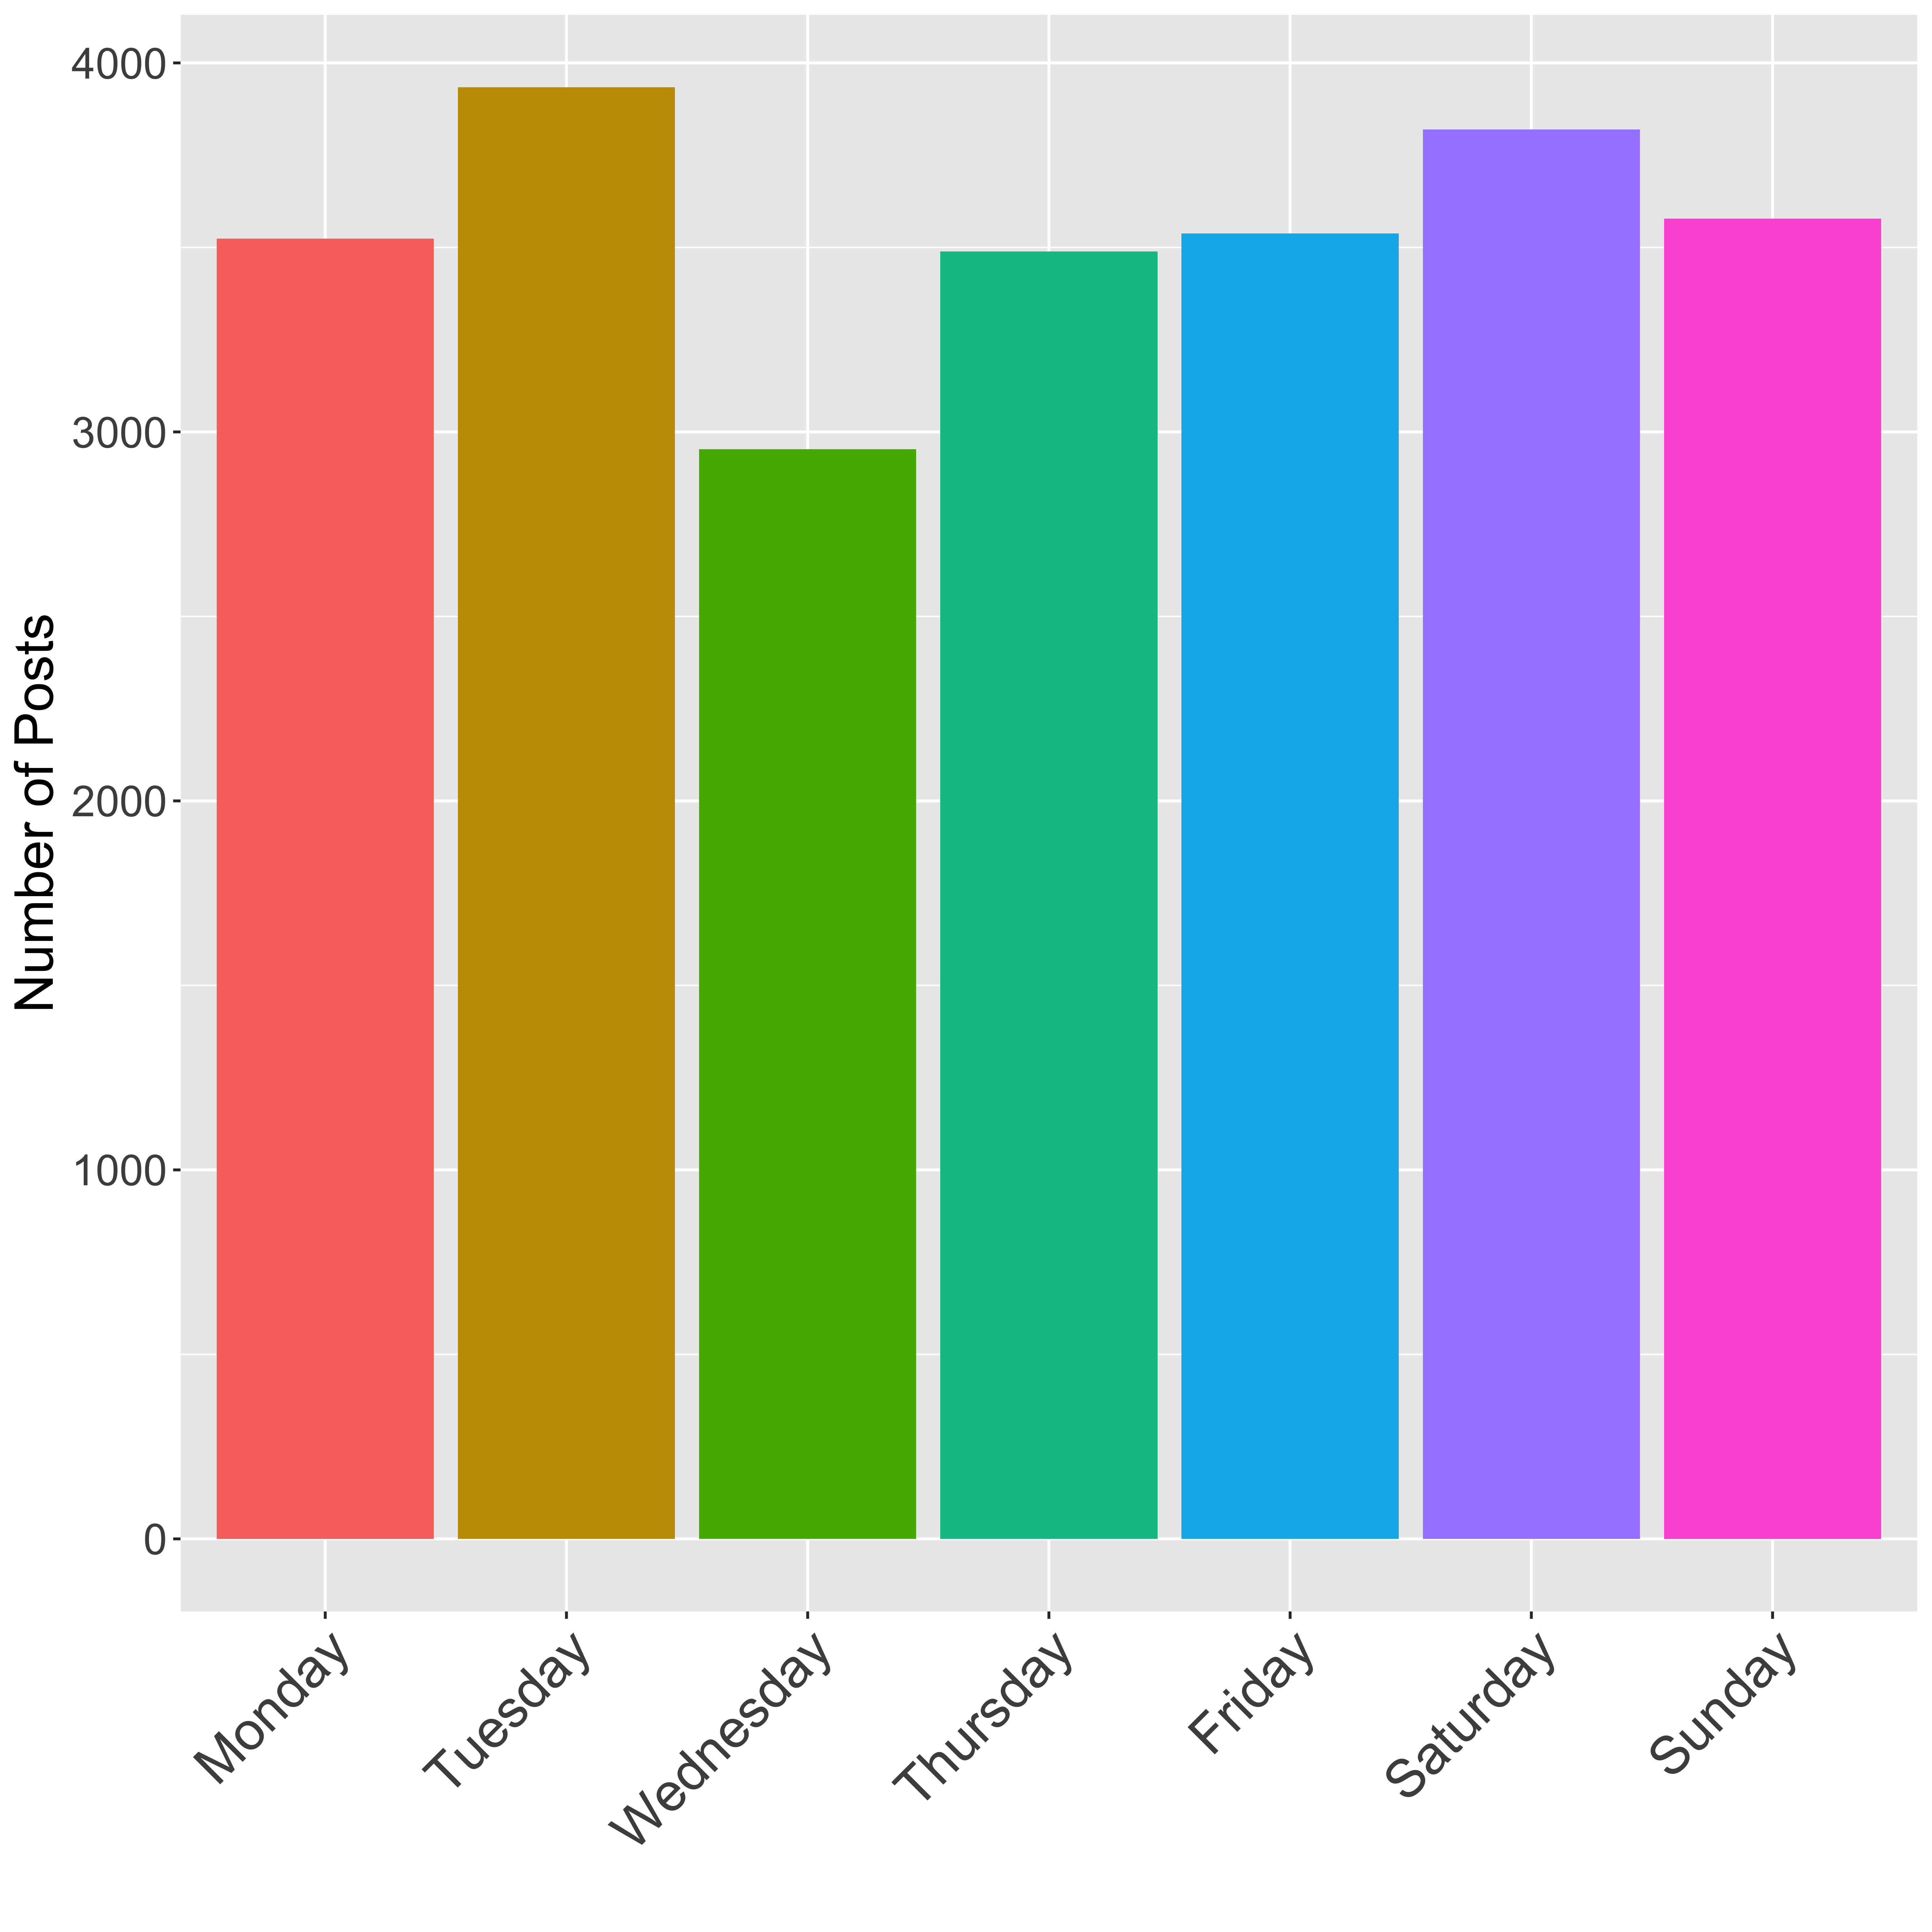 Number of Posts
4000
3000
2000
1000
0
Monday
Tuesday
Wednesday
Thursday
Friday
Saturday
Sunday